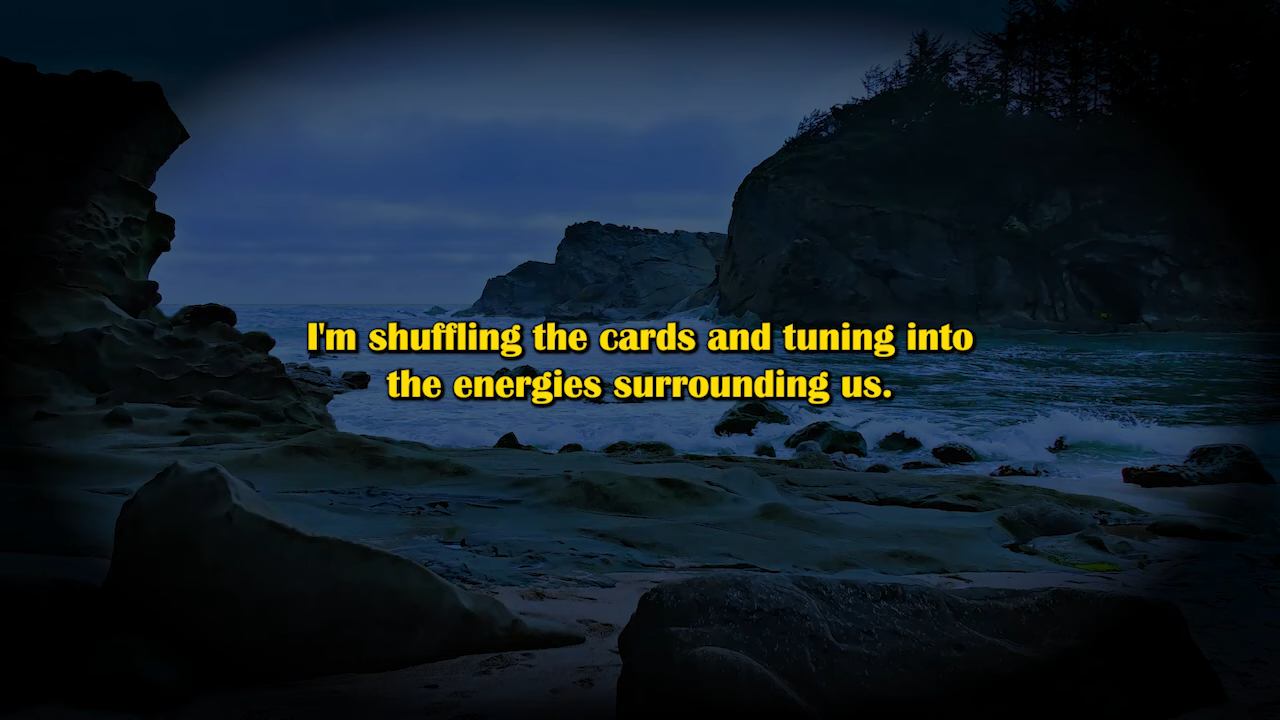 I'm shuffling the cards and tuning into
the energies surrounding us.